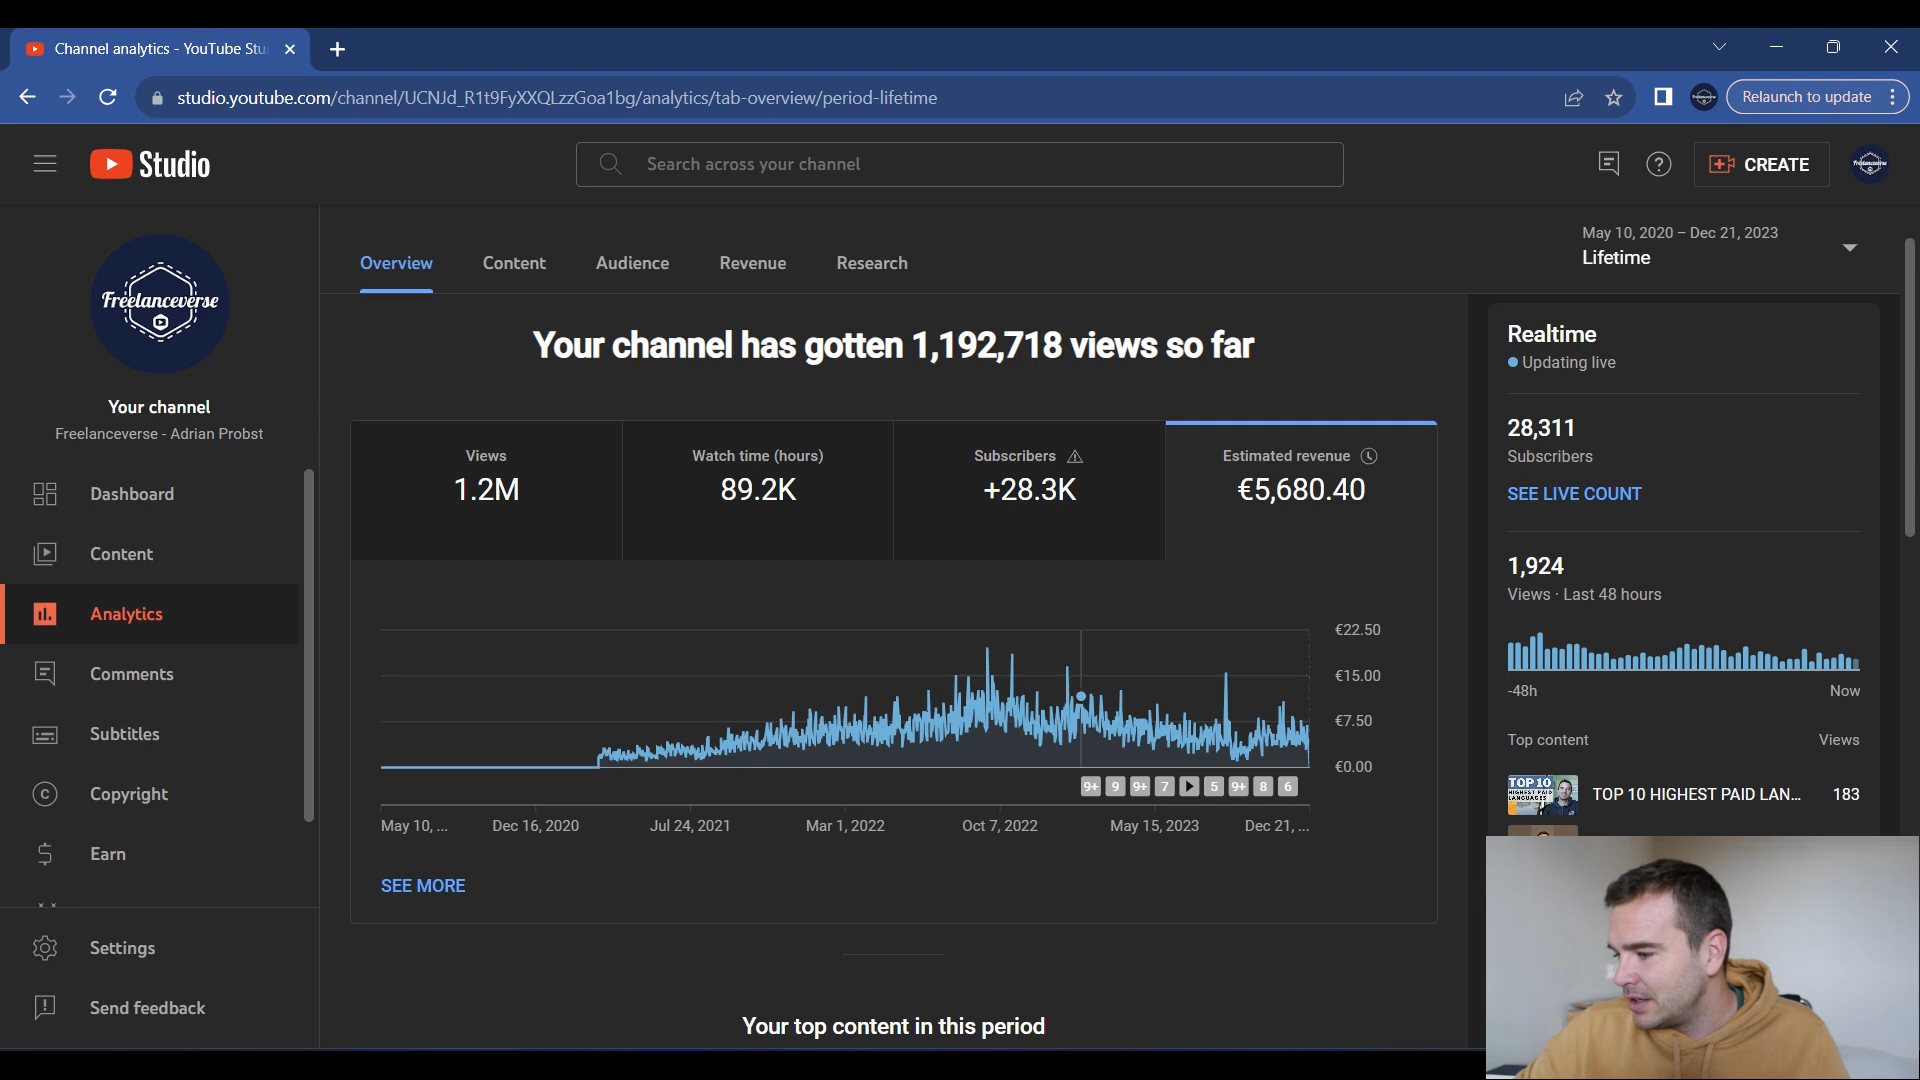 Channel analytics - YouTube Stu
studio.youtube.com/channel/UCNJd_R1t9FyXXQLzzGoa1bg/analytics/tab-overview/period-lifetime
Relaunch to update
Studio
Search across your channel
CREATE
Freelanceverse
Your channel
Freelanceverse - Adrian Probst
Dashboard
Content
Analytics
Comments
Subtitles
Copyright
Earn
Settings
Send feedback
Overview
Content
Audience
Revenue
Research
May 10, 2020 – Dec 21, 2023
Lifetime
Your channel has gotten 1,192,718 views so far
Views
1.2M
Watch time (hours)
89.2K
Subscribers
+28.3K
Estimated revenue
€5,680.40
€22.50
€15.00
€7.50
€0.00
9+ 9 9+ 7 5 9+ 8 6
May 10, ... Dec 16, 2020 Jul 24, 2021 Mar 1, 2022 Oct 7, 2022 May 15, 2023 Dec 21, ...
SEE MORE
Your top content in this period
Realtime
Updating live
28,311
Subscribers
SEE LIVE COUNT
1,924
Views · Last 48 hours
-48h Now
Top content Views
TOP 10
HIGHEST PAID
LANGUAGES
TOP 10 HIGHEST PAID LAN... 183